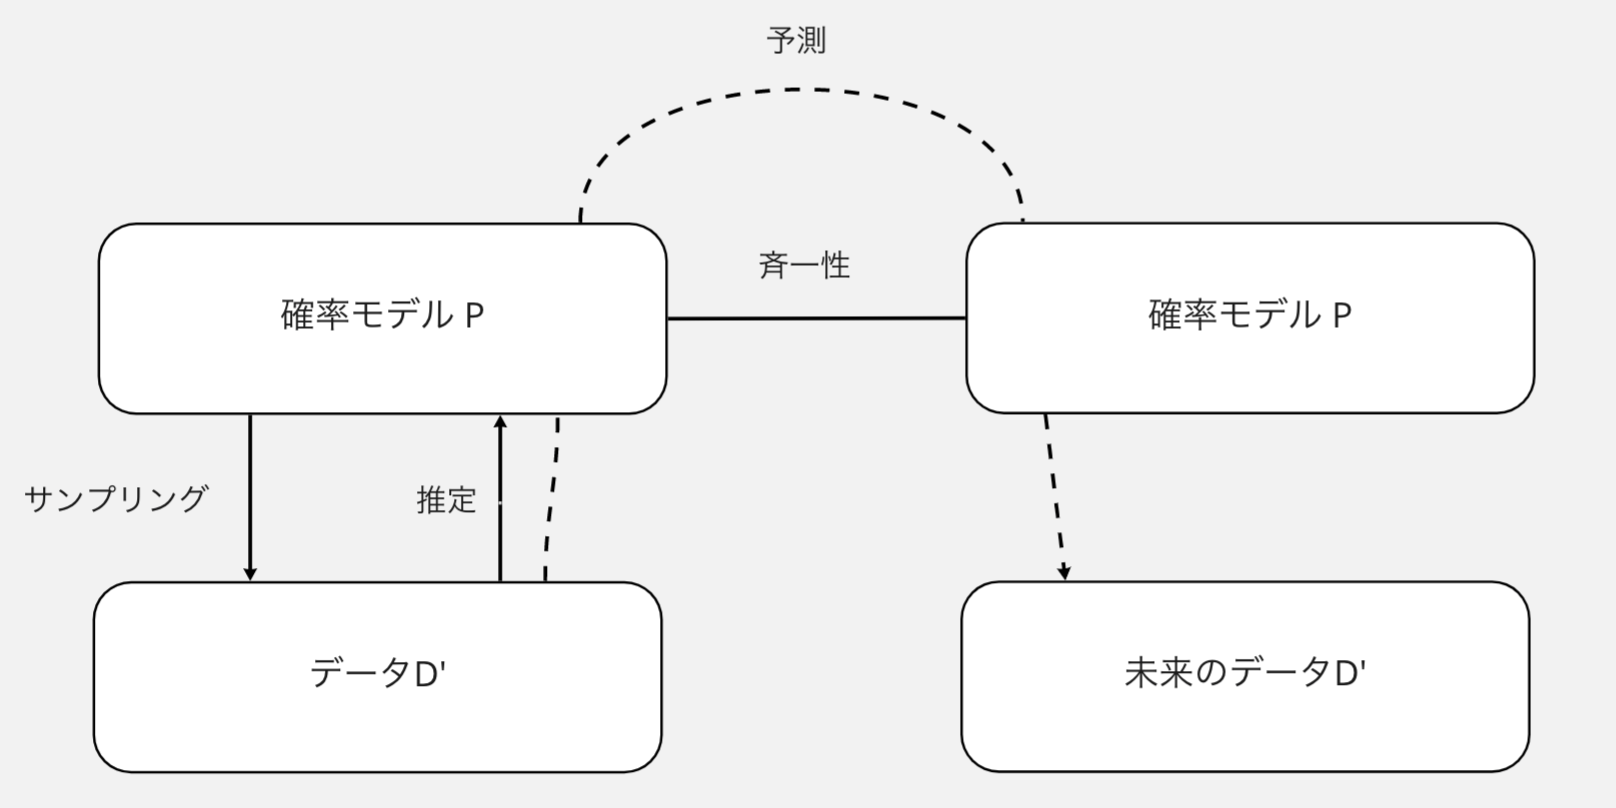 予測
斉一性
確率モデル P
確率モデル P
サンプリング
推定
データD'
未来のデータD'